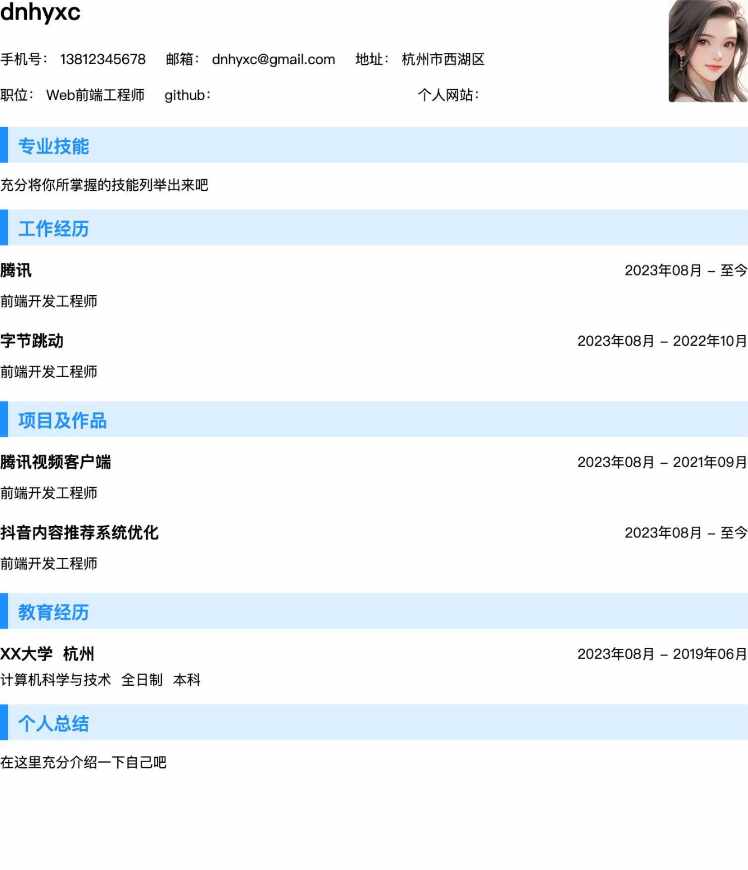 dnhyxc
手机号： 13812345678 邮箱： dnhyxc@gmail.com 地址： 杭州市西湖区
职位： Web前端工程师 github： 个人网站：
专业技能
充分将你所掌握的技能列举出来吧
工作经历
腾讯 2023年08月 – 至今
前端开发工程师
字节跳动 2023年08月 – 2022年10月
前端开发工程师
项目及作品
腾讯视频客户端 2023年08月 – 2021年09月
前端开发工程师
抖音内容推荐系统优化 2023年08月 – 至今
前端开发工程师
教育经历
XX大学 杭州 2023年08月 – 2019年06月
计算机科学与技术 全日制 本科
个人总结
在这里充分介绍一下自己吧